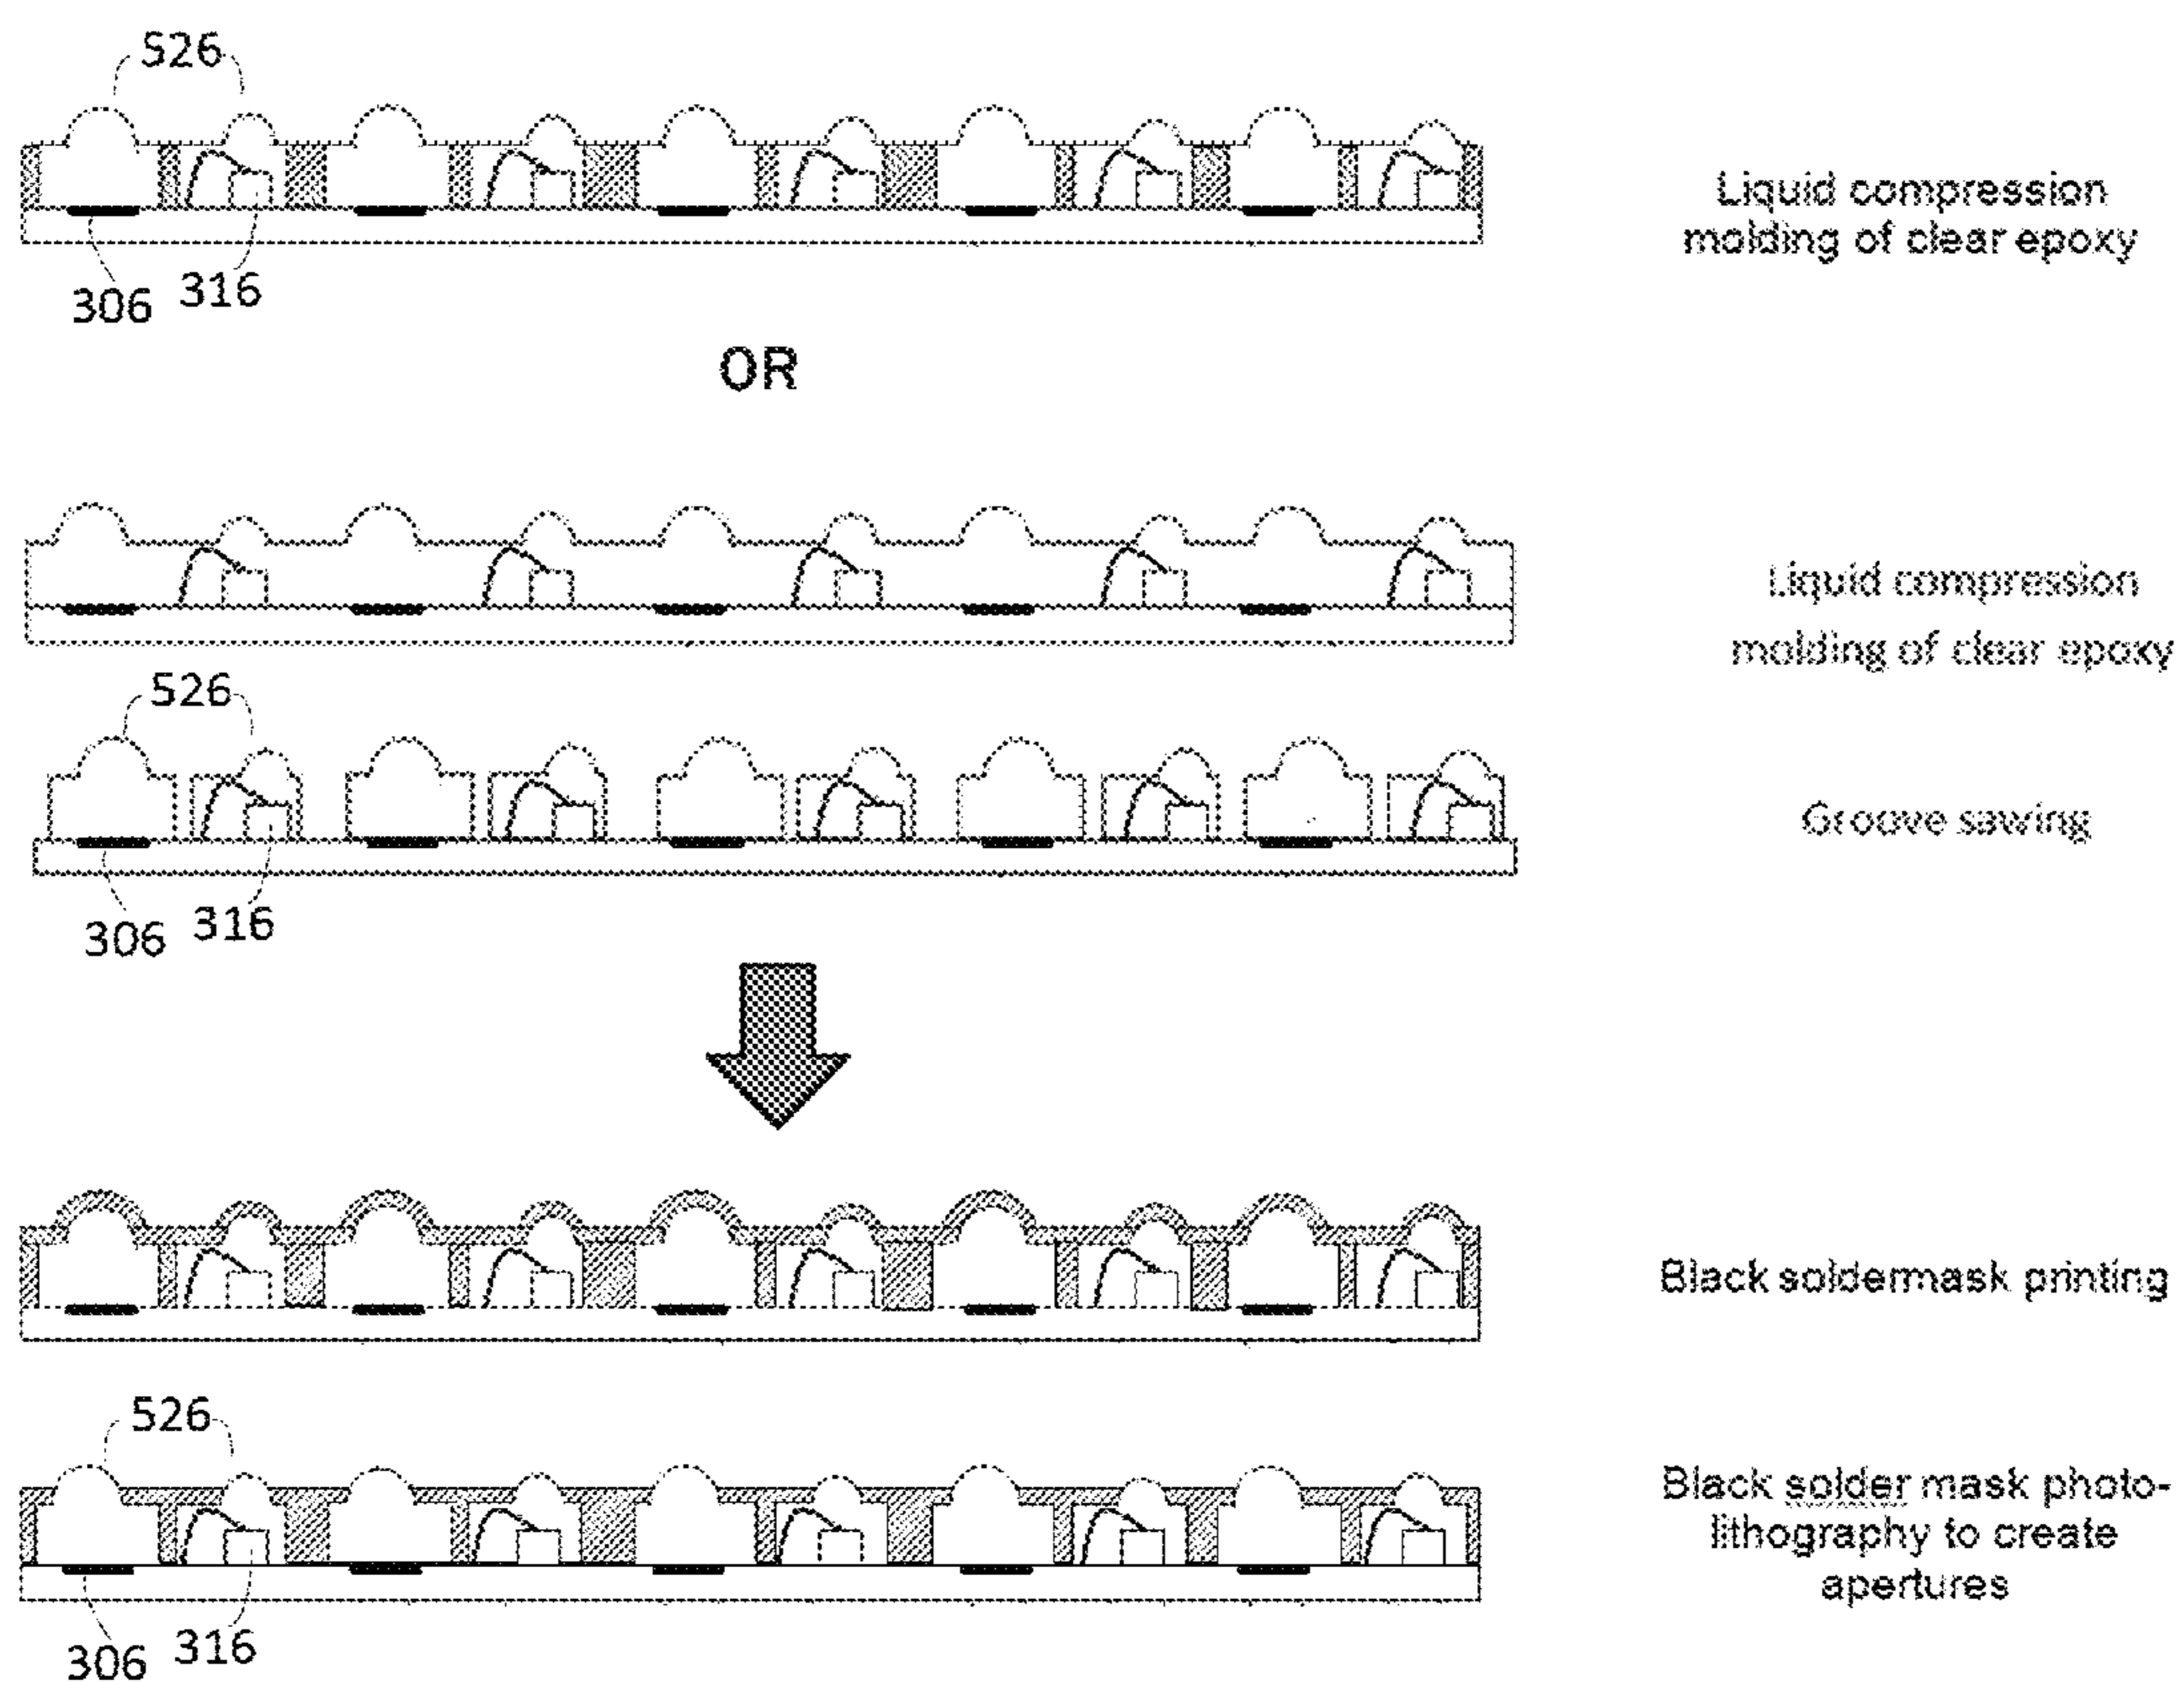 526
306 316
Liquid compression
molding of clear epoxy
OR
Liquid compression
molding of clear epoxy
526
Groove sawing
306 316
Black soldermask printing
526
Black solder mask photo-
lithography to create
apertures
306 316